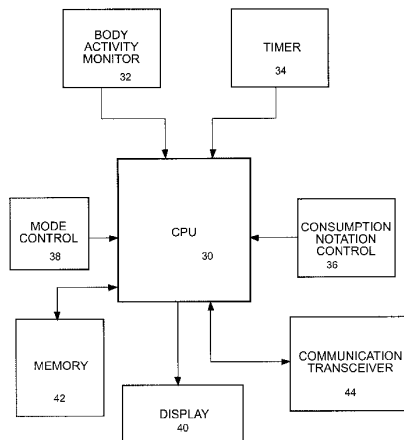 BODY
ACTIVITY
MONITOR
32
TIMER
34
CPU
30
MODE
CONTROL
38
CONSUMPTION
NOTATION
CONTROL
36
MEMORY
42
DISPLAY
40
COMMUNICATION
TRANSCEIVER
44